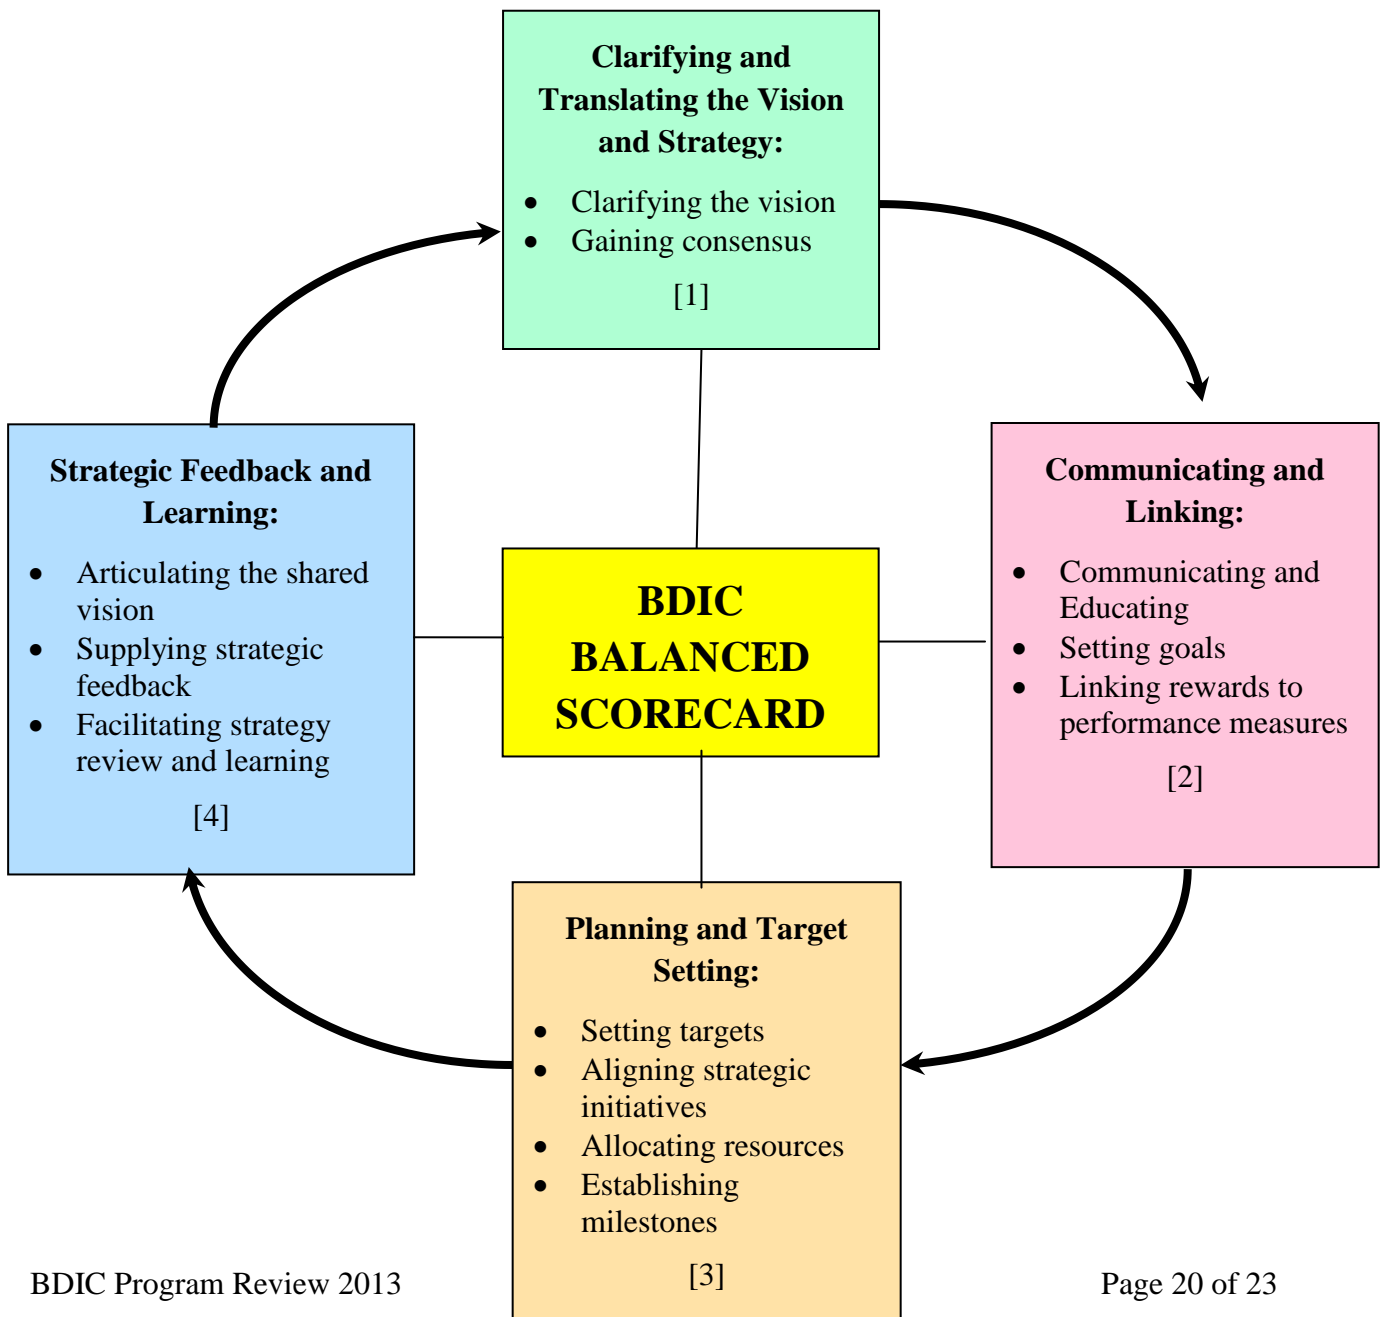 Clarifying and
Translating the Vision
and Strategy:
• Clarifying the vision
• Gaining consensus
[1]
Strategic Feedback and
Learning:
• Articulating the shared
vision
• Supplying strategic
feedback
• Facilitating strategy
review and learning
[4]
BDIC
BALANCED
SCORECARD
Communicating and
Linking:
• Communicating and
Educating
• Setting goals
• Linking rewards to
performance measures
[2]
Planning and Target
Setting:
• Setting targets
• Aligning strategic
initiatives
• Allocating resources
• Establishing
milestones
[3]
BDIC Program Review 2013
Page 20 of 23